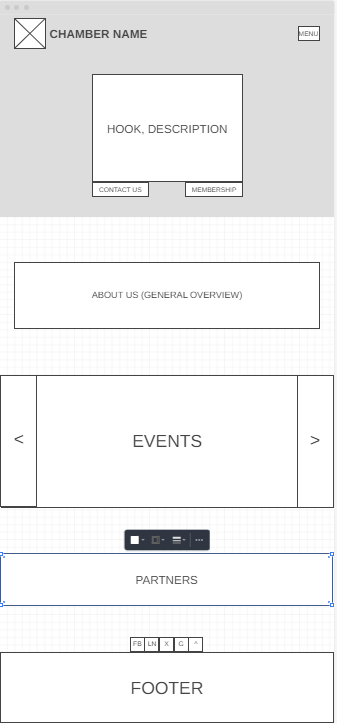 CHAMBER NAME
MENU
HOOK, DESCRIPTION
CONTACT US
MEMBERSHIP
ABOUT US (GENERAL OVERVIEW)
<
EVENTS
>
PARTNERS
FB LN X G ^
FOOTER